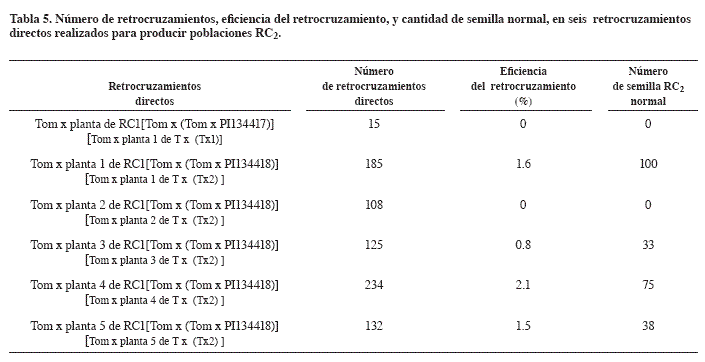 Tabla 5. Número de retrocruzamientos, eficiencia del retrocruzamiento, y cantidad de semilla normal, en seis retrocruzamientos
directos realizados para producir poblaciones RC2.
Retrocruzamientos directos Número de retrocruzamientos directos Eficiencia del retrocruzamiento (%) Número de semilla RC2 normal
Tom x planta de RC1[Tom x (Tom x PI134417)] 15 0 0
[Tom x planta 1 de T x (Tx1)]
Tom x planta 1 de RC1[Tom x (Tom x PI134418)] 185 1.6 100
[Tom x planta 1 de T x (Tx2) ]
Tom x planta 2 de RC1[Tom x (Tom x PI134418)] 108 0 0
[Tom x planta 2 de T x (Tx2) ]
Tom x planta 3 de RC1[Tom x (Tom x PI134418)] 125 0.8 33
[Tom x planta 3 de T x (Tx2) ]
Tom x planta 4 de RC1[Tom x (Tom x PI134418)] 234 2.1 75
[Tom x planta 4 de T x (Tx2) ]
Tom x planta 5 de RC1[Tom x (Tom x PI134418)] 132 1.5 38
[Tom x planta 5 de T x (Tx2) ]